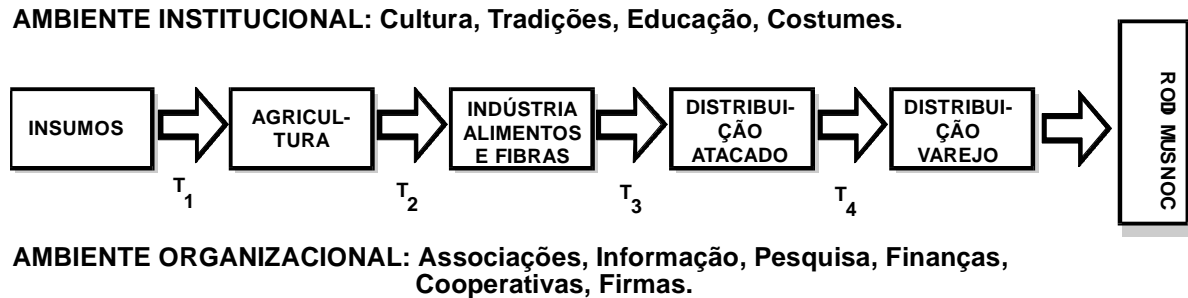 AMBIENTE INSTITUCIONAL: Cultura, Tradições, Educação, Costumes.
INSUMOS
AGRICUL-
TURA
INDÚSTRIA
ALIMENTOS
E FIBRAS
DISTRIBUI-
ÇÃO
ATACADO
DISTRIBUI-
ÇÃO
VAREJO
ROD MUSNOC
T1
T2
T3
T4
AMBIENTE ORGANIZACIONAL: Associações, Informação, Pesquisa, Finanças,
Cooperativas, Firmas.